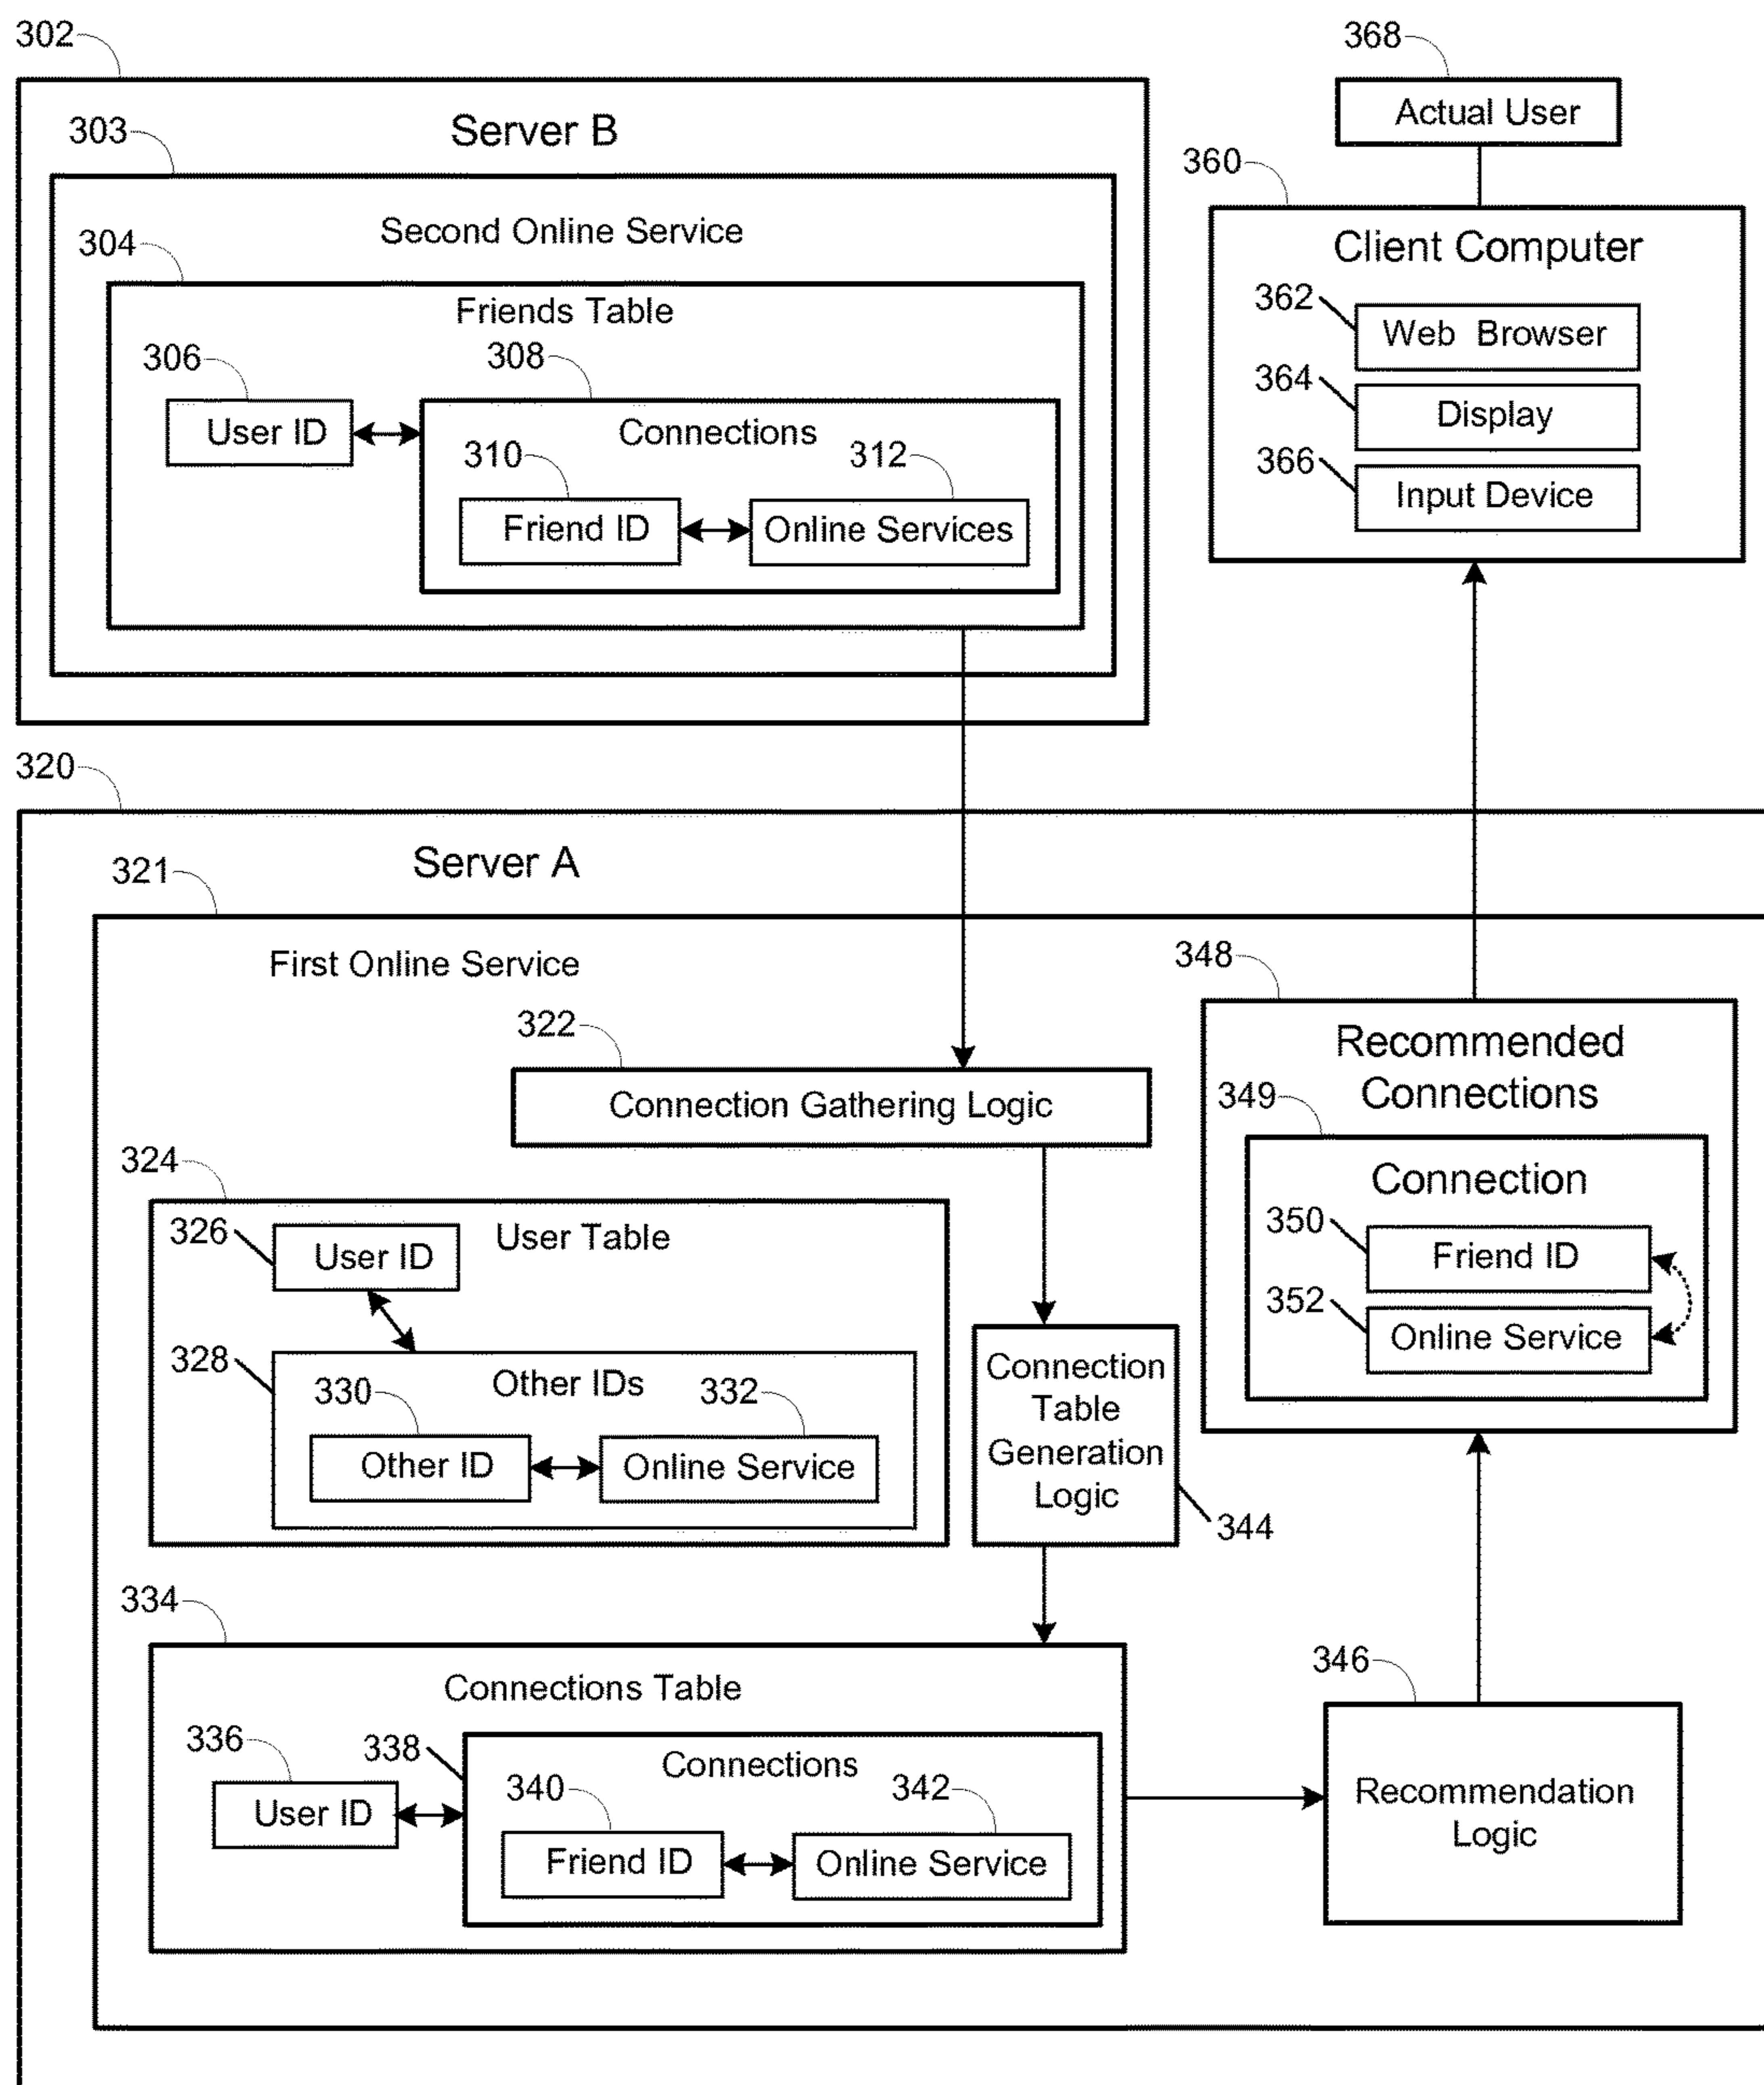 302
Server B
303
Second Online Service
304
Friends Table
306
308
User ID
Connections
310
312
Friend ID
Online Services
368
Actual User
360
Client Computer
362
Web Browser
364
Display
366
Input Device
320
Server A
321
First Online Service
322
Connection Gathering Logic
324
326
User ID
User Table
328
Other IDs
330
332
Other ID
Online Service
Connection
Table
Generation
Logic
344
334
Connections Table
336
338
User ID
Connections
340
342
Friend ID
Online Service
346
Recommendation
Logic
348
Recommended
Connections
349
Connection
350
Friend ID
352
Online Service